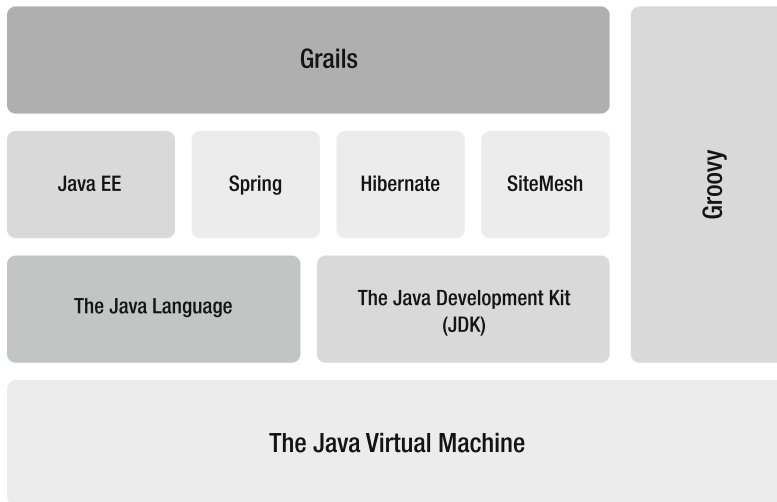 Grails
Java EE
Spring
Hibernate
SiteMesh
Groovy
The Java Language
The Java Development Kit
(JDK)
The Java Virtual Machine